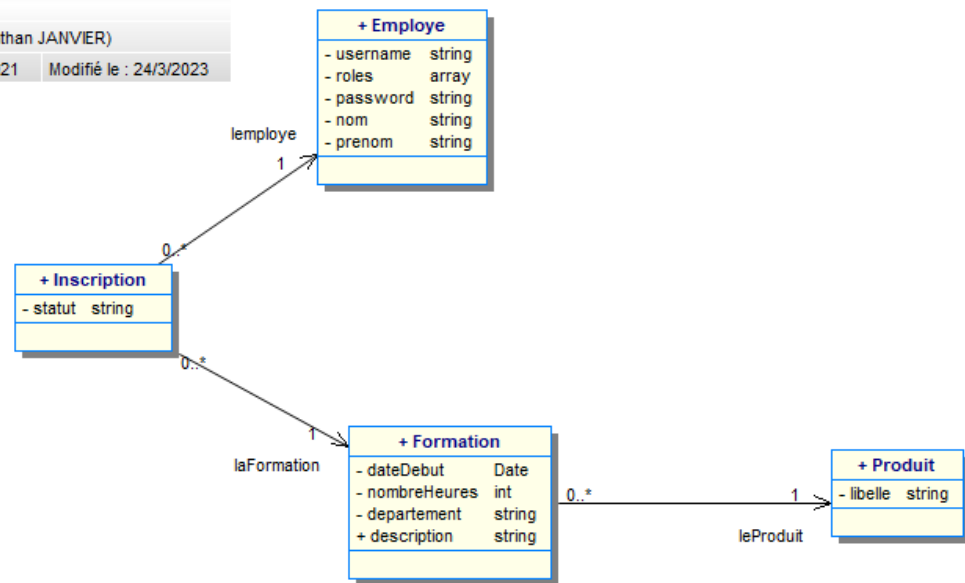 than JANVIER)
21 Modifié le : 24/3/2023
+ Employe
- username string
- roles array
- password string
- nom string
- prenom string
lemploye
1
0..*
+ Inscription
- statut string
0..*
1
laFormation
+ Formation
- dateDebut Date
- nombreHeures int
- departement string
+ description string
0..*
1
leProduit
+ Produit
- libelle string